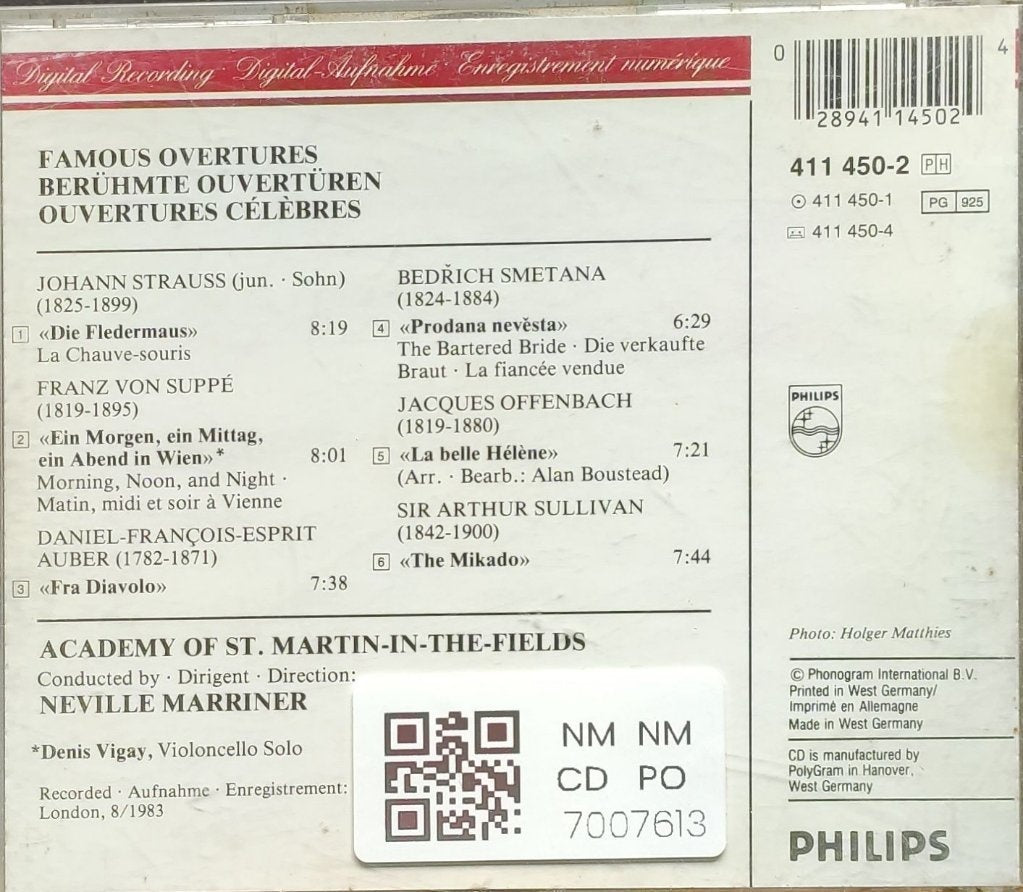 Digital Recording Digital-Aufnahme Enregistrement numérique
FAMOUS OVERTURES
BERÜHMTE OUVERTÜREN
OUVERTURES CÉLÈBRES
JOHANN STRAUSS (jun. · Sohn)
(1825-1899)
1 «Die Fledermaus» 8:19
La Chauve-souris
FRANZ VON SUPPÉ
(1819-1895)
2 «Ein Morgen, ein Mittag,
ein Abend in Wien»* 8:01
Morning, Noon, and Night ·
Matin, midi et soir à Vienne
DANIEL-FRANÇOIS-ESPRIT
AUBER (1782-1871)
3 «Fra Diavolo» 7:38
BEDŘICH SMETANA
(1824-1884)
4 «Prodana nevěsta» 6:29
The Bartered Bride · Die verkaufte
Braut · La fiancée vendue
JACQUES OFFENBACH
(1819-1880)
5 «La belle Hélène» 7:21
(Arr. · Bearb.: Alan Boustead)
SIR ARTHUR SULLIVAN
(1842-1900)
6 «The Mikado» 7:44
ACADEMY OF ST. MARTIN-IN-THE-FIELDS
Conducted by · Dirigent · Direction:
NEVILLE MARRINER
*Denis Vigay, Violoncello Solo
Recorded · Aufnahme · Enregistrement:
London, 8/1983
NM NM
CD PO
7007613
0 28941 14502 4
411 450-2 PH
411 450-1 PG 925
411 450-4
PHILIPS
Photo: Holger Matthies
© Phonogram International B.V.
Printed in West Germany/
Imprimé en Allemagne
Made in West Germany
CD is manufactured by
PolyGram in Hanover,
West Germany
PHILIPS